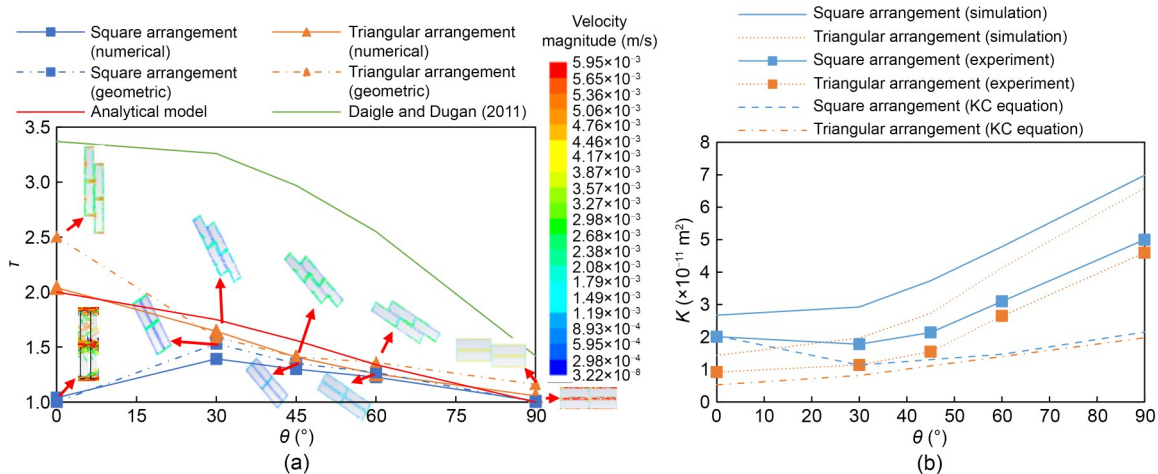 Square arrangement (numerical)
Triangular arrangement (numerical)
Square arrangement (geometric)
Triangular arrangement (geometric)
Analytical model
Daigle and Dugan (2011)
Velocity
magnitude (m/s)
5.95×10⁻³
5.65×10⁻³
5.36×10⁻³
5.06×10⁻³
4.76×10⁻³
4.46×10⁻³
4.17×10⁻³
3.87×10⁻³
3.57×10⁻³
3.27×10⁻³
2.98×10⁻³
2.68×10⁻³
2.38×10⁻³
2.08×10⁻³
1.79×10⁻³
1.49×10⁻³
1.19×10⁻³
8.93×10⁻⁴
5.95×10⁻⁴
2.98×10⁻⁴
3.22×10⁻⁸
3.5
3.0
2.5
2.0
1.5
1.0
τ
0 15 30 45 60 75 90
θ (°)
(a)
Square arrangement (simulation)
Triangular arrangement (simulation)
Square arrangement (experiment)
Triangular arrangement (experiment)
Square arrangement (KC equation)
Triangular arrangement (KC equation)
8
7
6
5
4
3
2
1
0
K (×10⁻¹¹ m²)
0 10 20 30 40 50 60 70 80 90
θ (°)
(b)